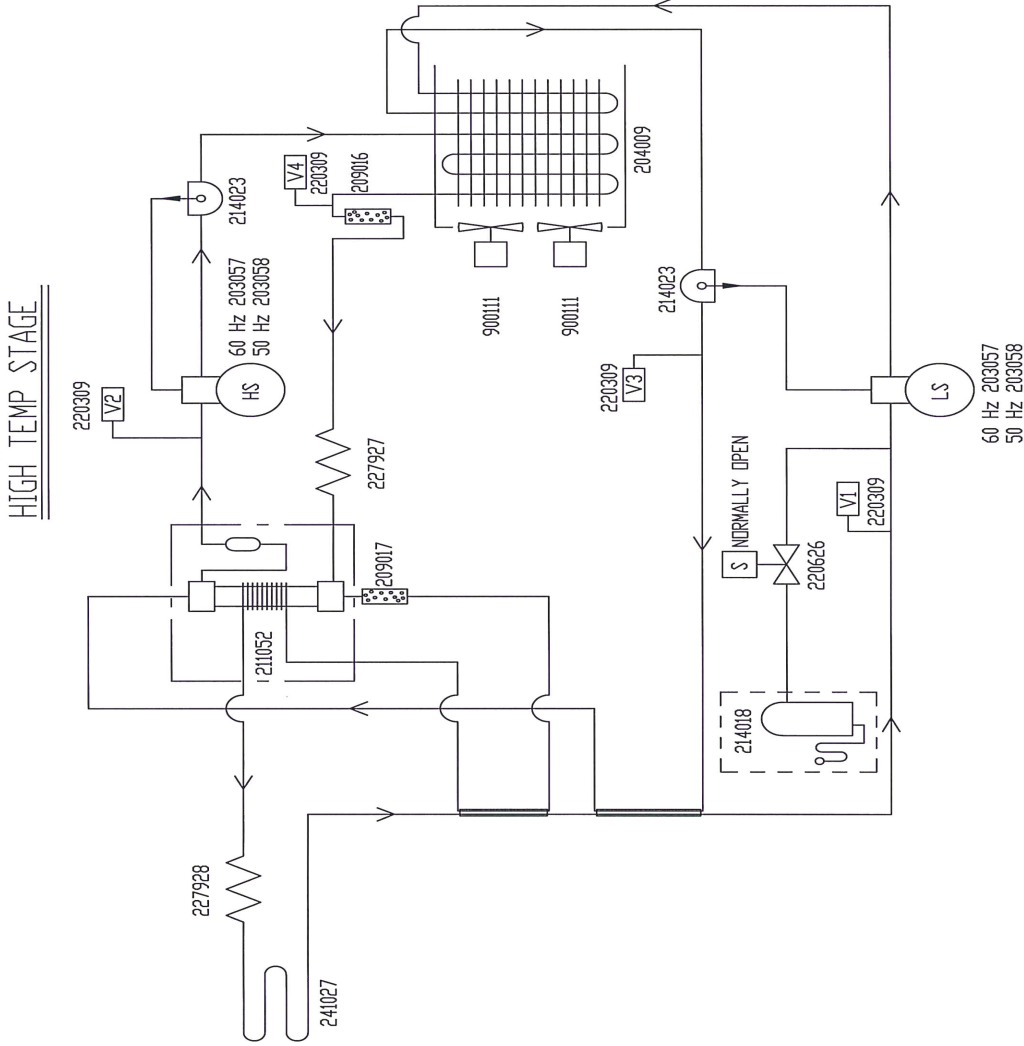 HIGH TEMP STAGE
220309
V2
HS
60 Hz 203057
50 Hz 203058
214023
V4
220309
209016
204009
900111
900111
227927
209017
211052
227928
241027
214023
220309
V3
S
NORMALLY OPEN
220626
214018
V1
220309
LS
60 Hz 203057
50 Hz 203058